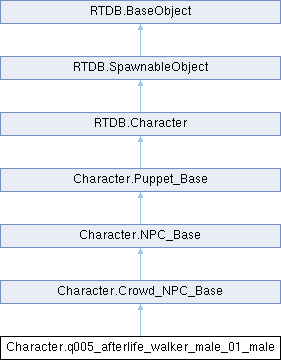 RTDB.BaseObject
RTDB.SpawnableObject
RTDB.Character
Character.Puppet_Base
Character.NPC_Base
Character.Crowd_NPC_Base
Character.q005_afterlife_walker_male_01_male